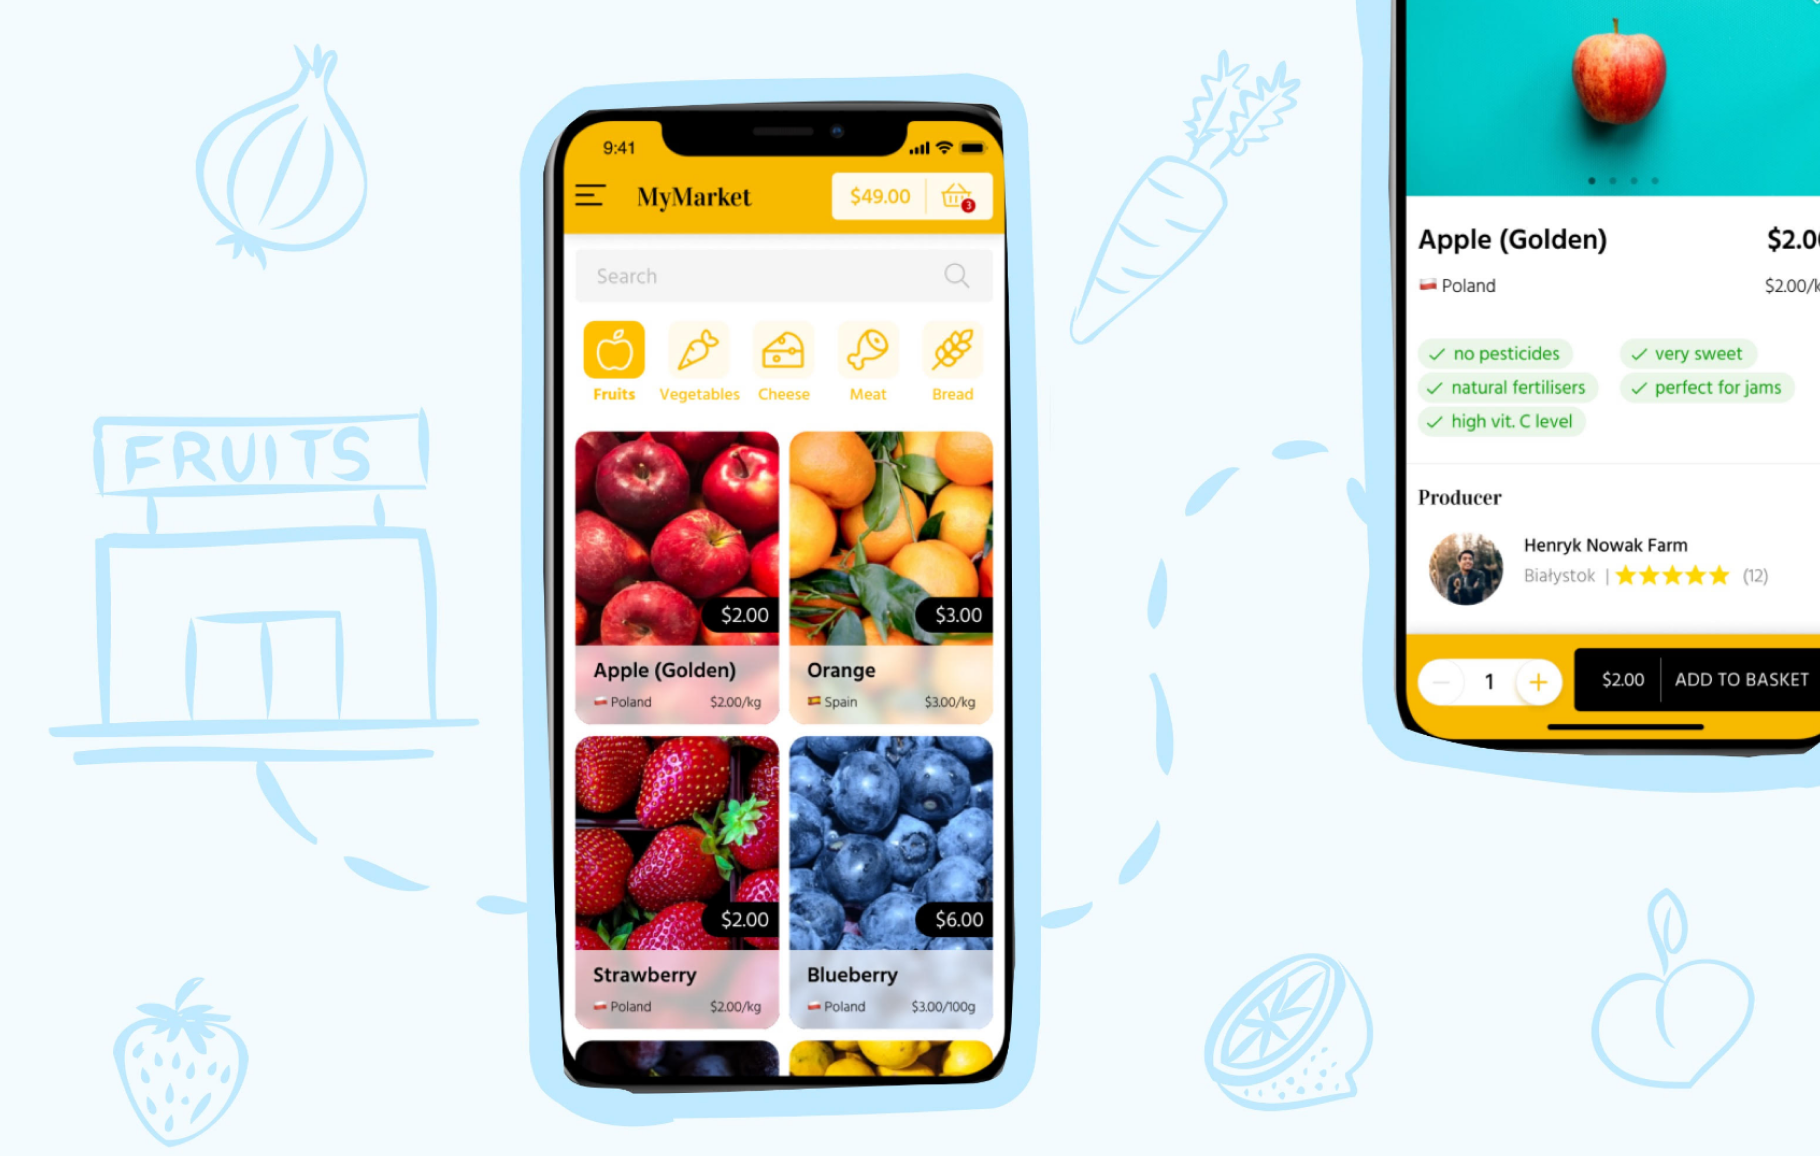 FRUITS
9:41
MyMarket
$49.00
3
Search
Fruits Vegetables Cheese Meat Bread
$2.00
Apple (Golden)
Poland $2.00/kg
$3.00
Orange
Spain $3.00/kg
$2.00
Strawberry
Poland $2.00/kg
$6.00
Blueberry
Poland $3.00/100g
Apple (Golden) $2.00
Poland $2.00/k
no pesticides
very sweet
natural fertilisers
perfect for jams
high vit. C level
Producer
Henryk Nowak Farm
Białystok | (12)
1
$2.00 ADD TO BASKET